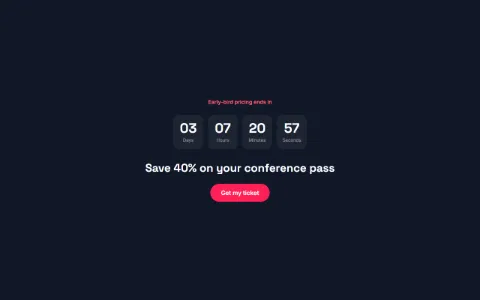 Early-bird pricing ends in
03 07 20 57
Days Hours Minutes Seconds
Save 40% on your conference pass
Get my ticket